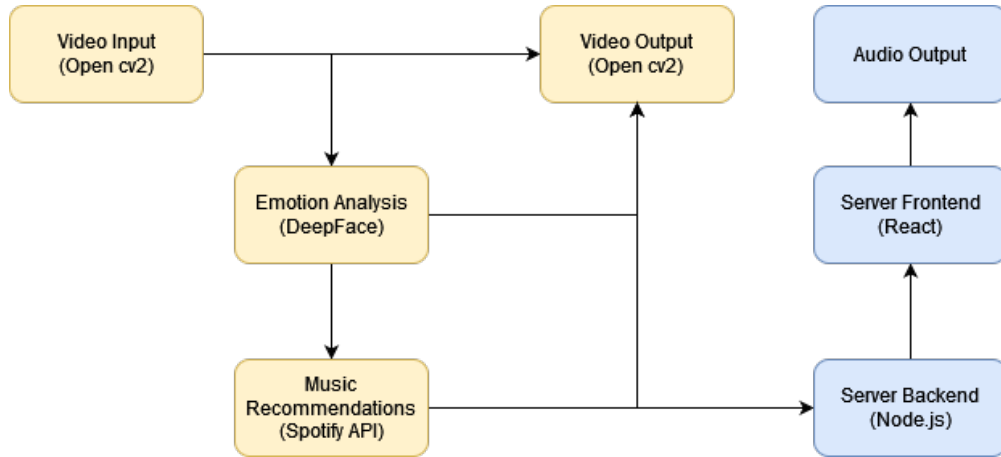 Video Input
(Open cv2)
Video Output
(Open cv2)
Audio Output
Emotion Analysis
(DeepFace)
Server Frontend
(React)
Music
Recommendations
(Spotify API)
Server Backend
(Node.js)